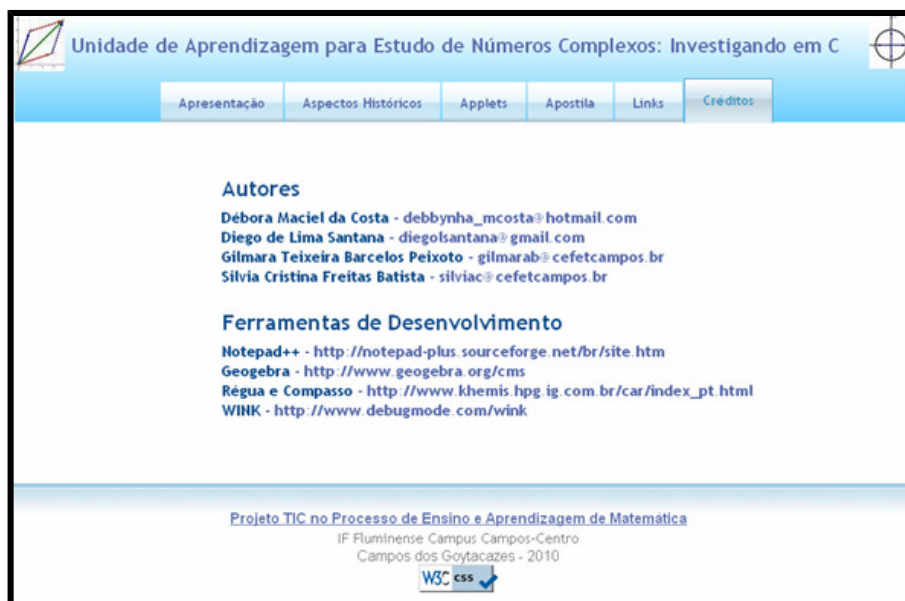 Unidade de Aprendizagem para Estudo de Números Complexos: Investigando em C
Apresentação
Aspectos Históricos
Applets
Apostila
Links
Créditos
Autores
Débora Maciel da Costa - debbynha_mcosta@hotmail.com
Diego de Lima Santana - diegolsantana@gmail.com
Gilmara Teixeira Barcelos Peixoto - gilmarab@cefetcampos.br
Silvia Cristina Freitas Batista - silviac@cefetcampos.br
Ferramentas de Desenvolvimento
Notepad++ - http://notepad-plus.sourceforge.net/br/site.htm
Geogebra - http://www.geogebra.org/cms
Régua e Compasso - http://www.khemis.hpg.ig.com.br/car/index_pt.html
WINK - http://www.debugmode.com/wink
Projeto TIC no Processo de Ensino e Aprendizagem de Matemática
IF Fluminense Campus Campos-Centro
Campos dos Goytacazes - 2010
W3C css